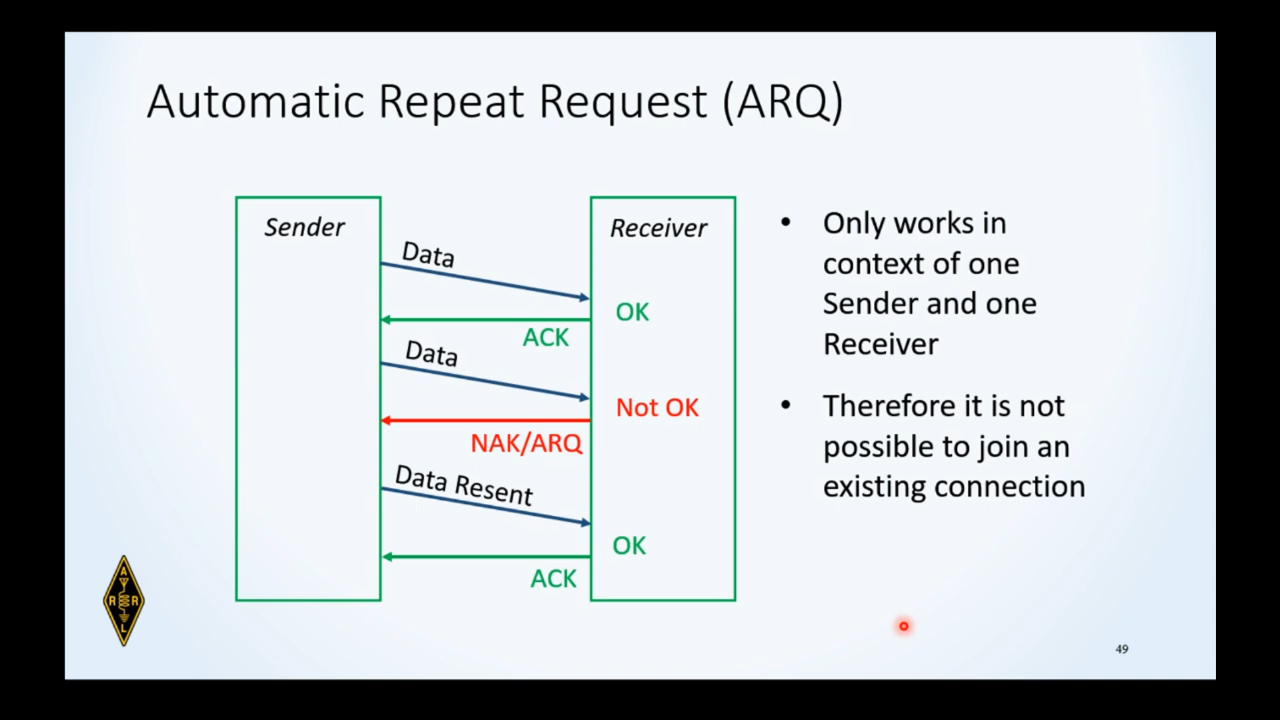 Automatic Repeat Request (ARQ)
Sender
Receiver
Data
OK
ACK
Data
Not OK
NAK/ARQ
Data Resent
OK
ACK
• Only works in
context of one
Sender and one
Receiver
• Therefore it is not
possible to join an
existing connection
A
R R
L
49